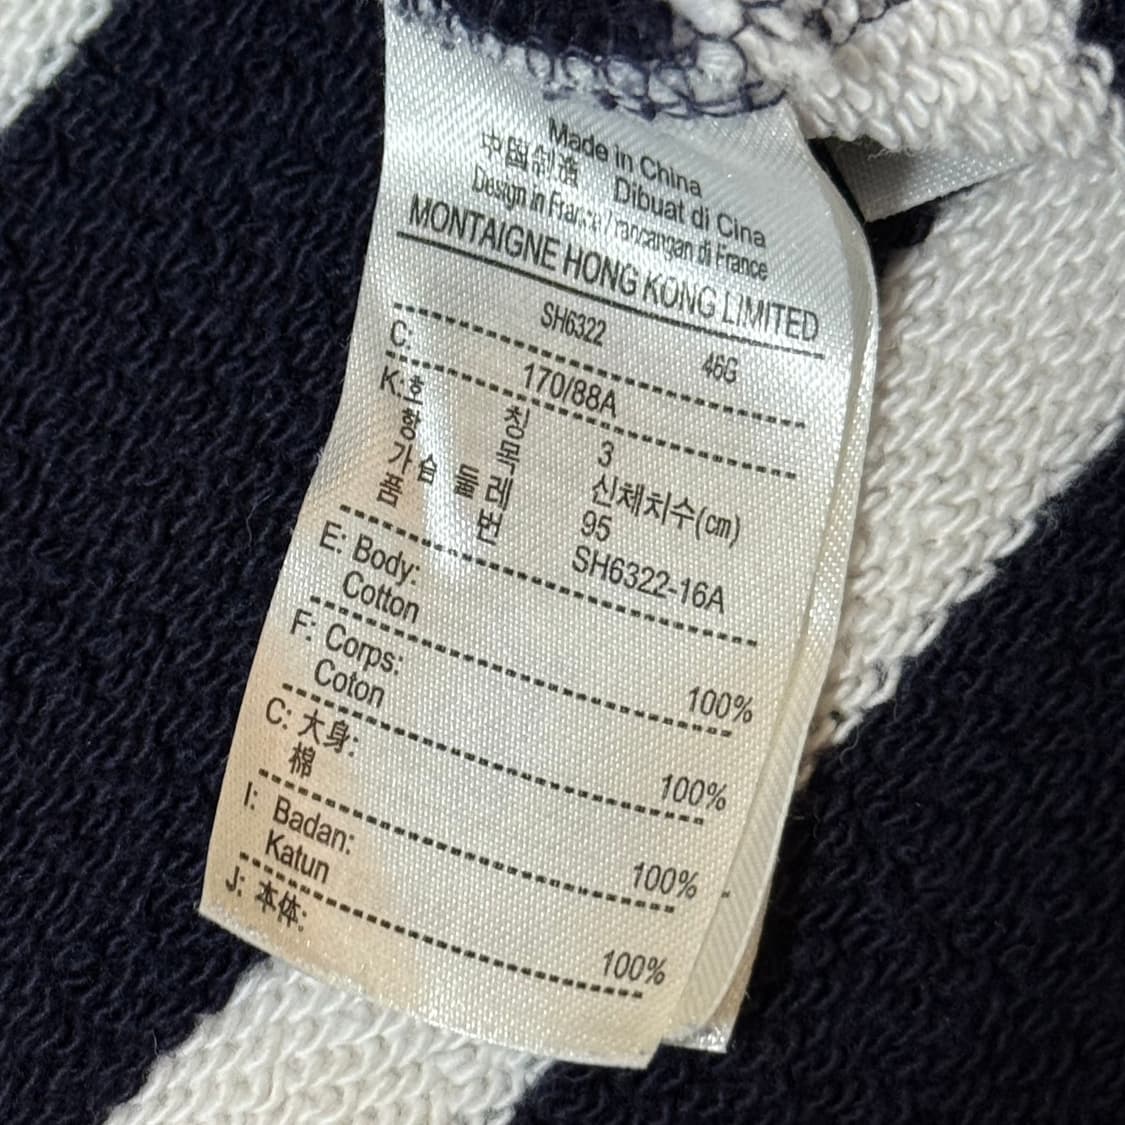 Made in China
中国制造 Dibuat di Cina
Design in France/rancangan di France
MONTAIGNE HONG KONG LIMITED
SH6322 46G
C: 170/88A
K: 호 칭 3
항 목 신체치수(cm)
가슴둘레 95
품 번 SH6322-16A
E: Body:
Cotton 100%
F: Corps:
Coton 100%
C: 大身:
棉 100%
I: Badan:
Katun 100%
J: 本体: